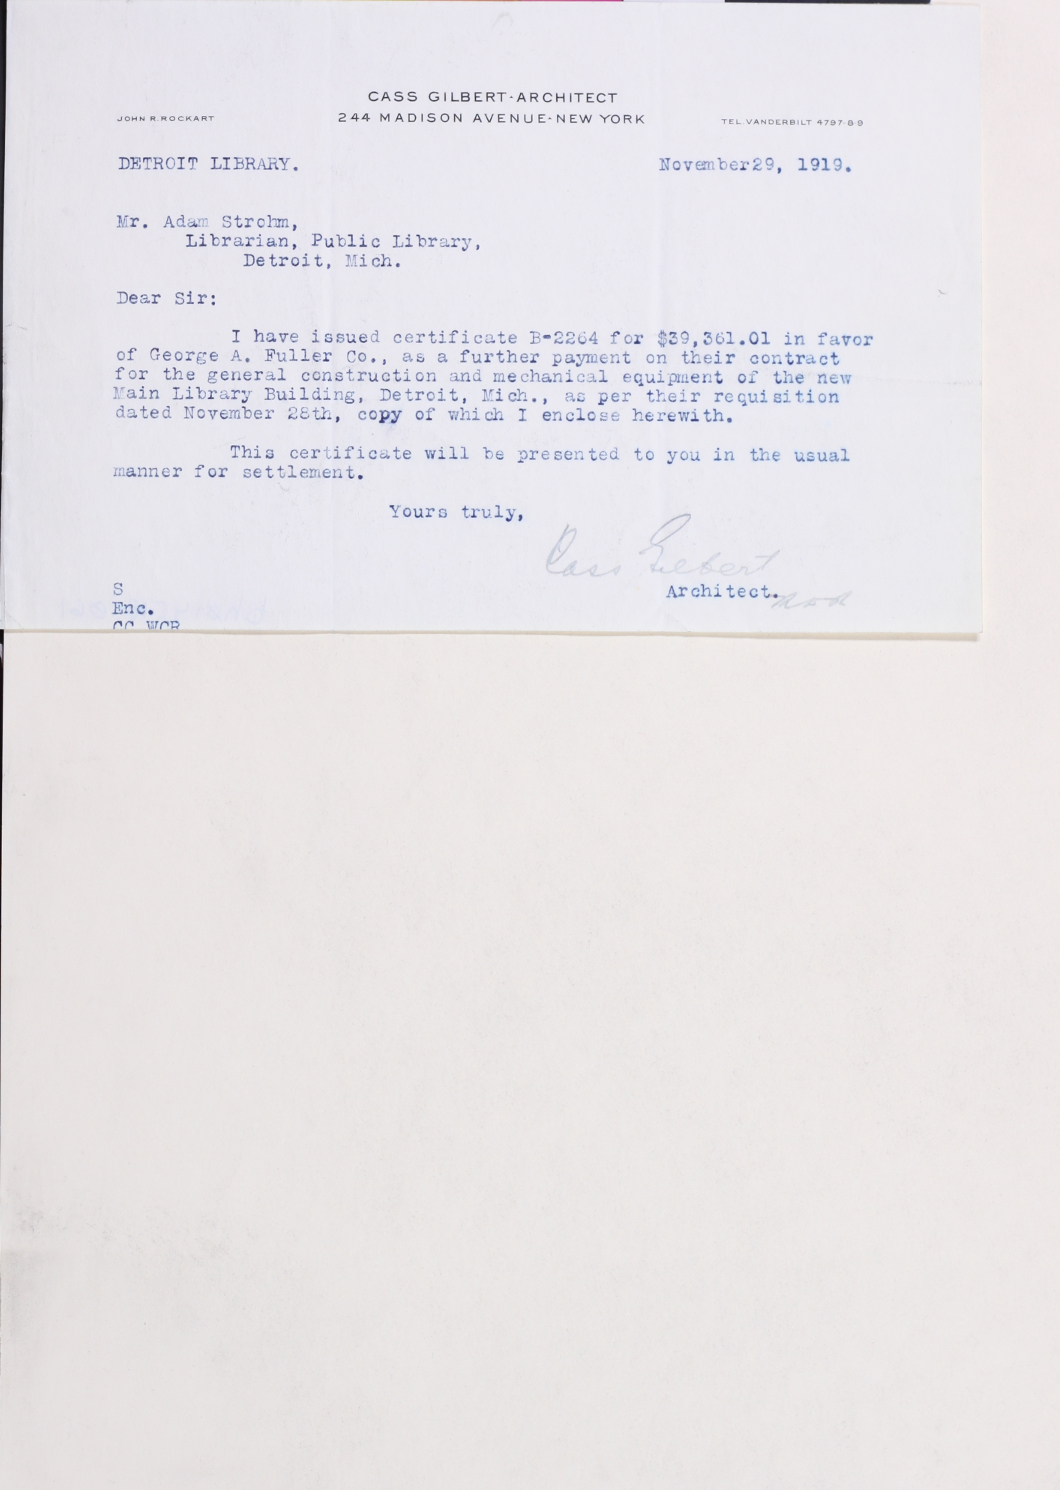 CASS GILBERT-ARCHITECT
JOHN R. ROCKART 244 MADISON AVENUE-NEW YORK TEL. VANDERBILT 4797-8-9
DETROIT LIBRARY. November29, 1919.
Mr. Adam Strohm,
Librarian, Public Library,
Detroit, Mich.
Dear Sir:
I have issued certificate B-2264 for $39,361.01 in favor
of George A. Fuller Co., as a further payment on their contract
for the general construction and mechanical equipment of the new
Main Library Building, Detroit, Mich., as per their requisition
dated November 28th, copy of which I enclose herewith.
This certificate will be presented to you in the usual
manner for settlement.
Yours truly,
Cass Gilbert
S
Architect.
Enc.
CC WCR